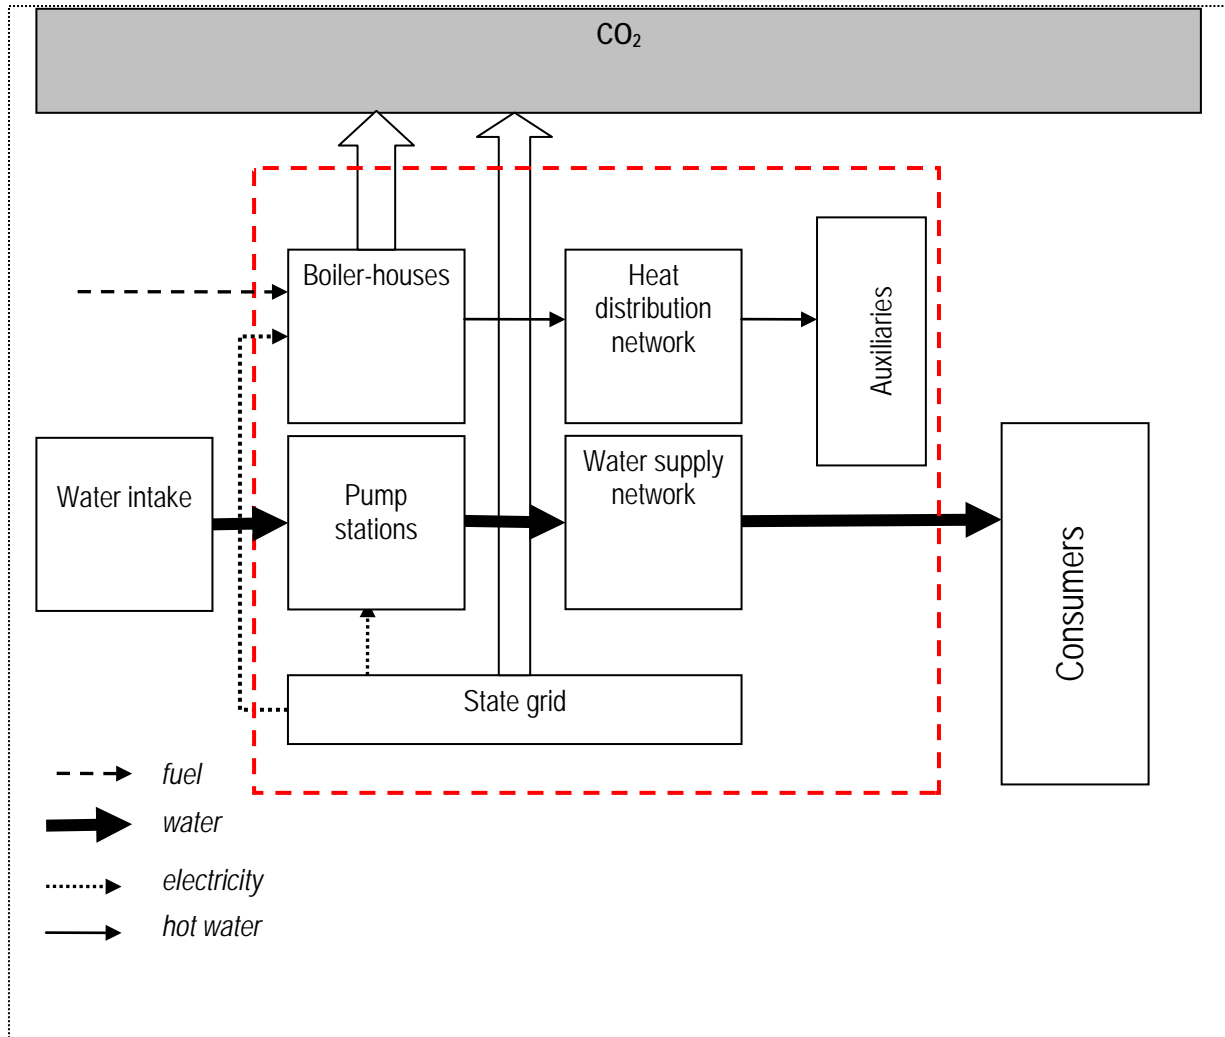 CO₂
Boiler-houses
Heat
distribution
network
Auxiliaries
Water intake
Pump
stations
Water supply
network
Consumers
State grid
fuel
water
electricity
hot water